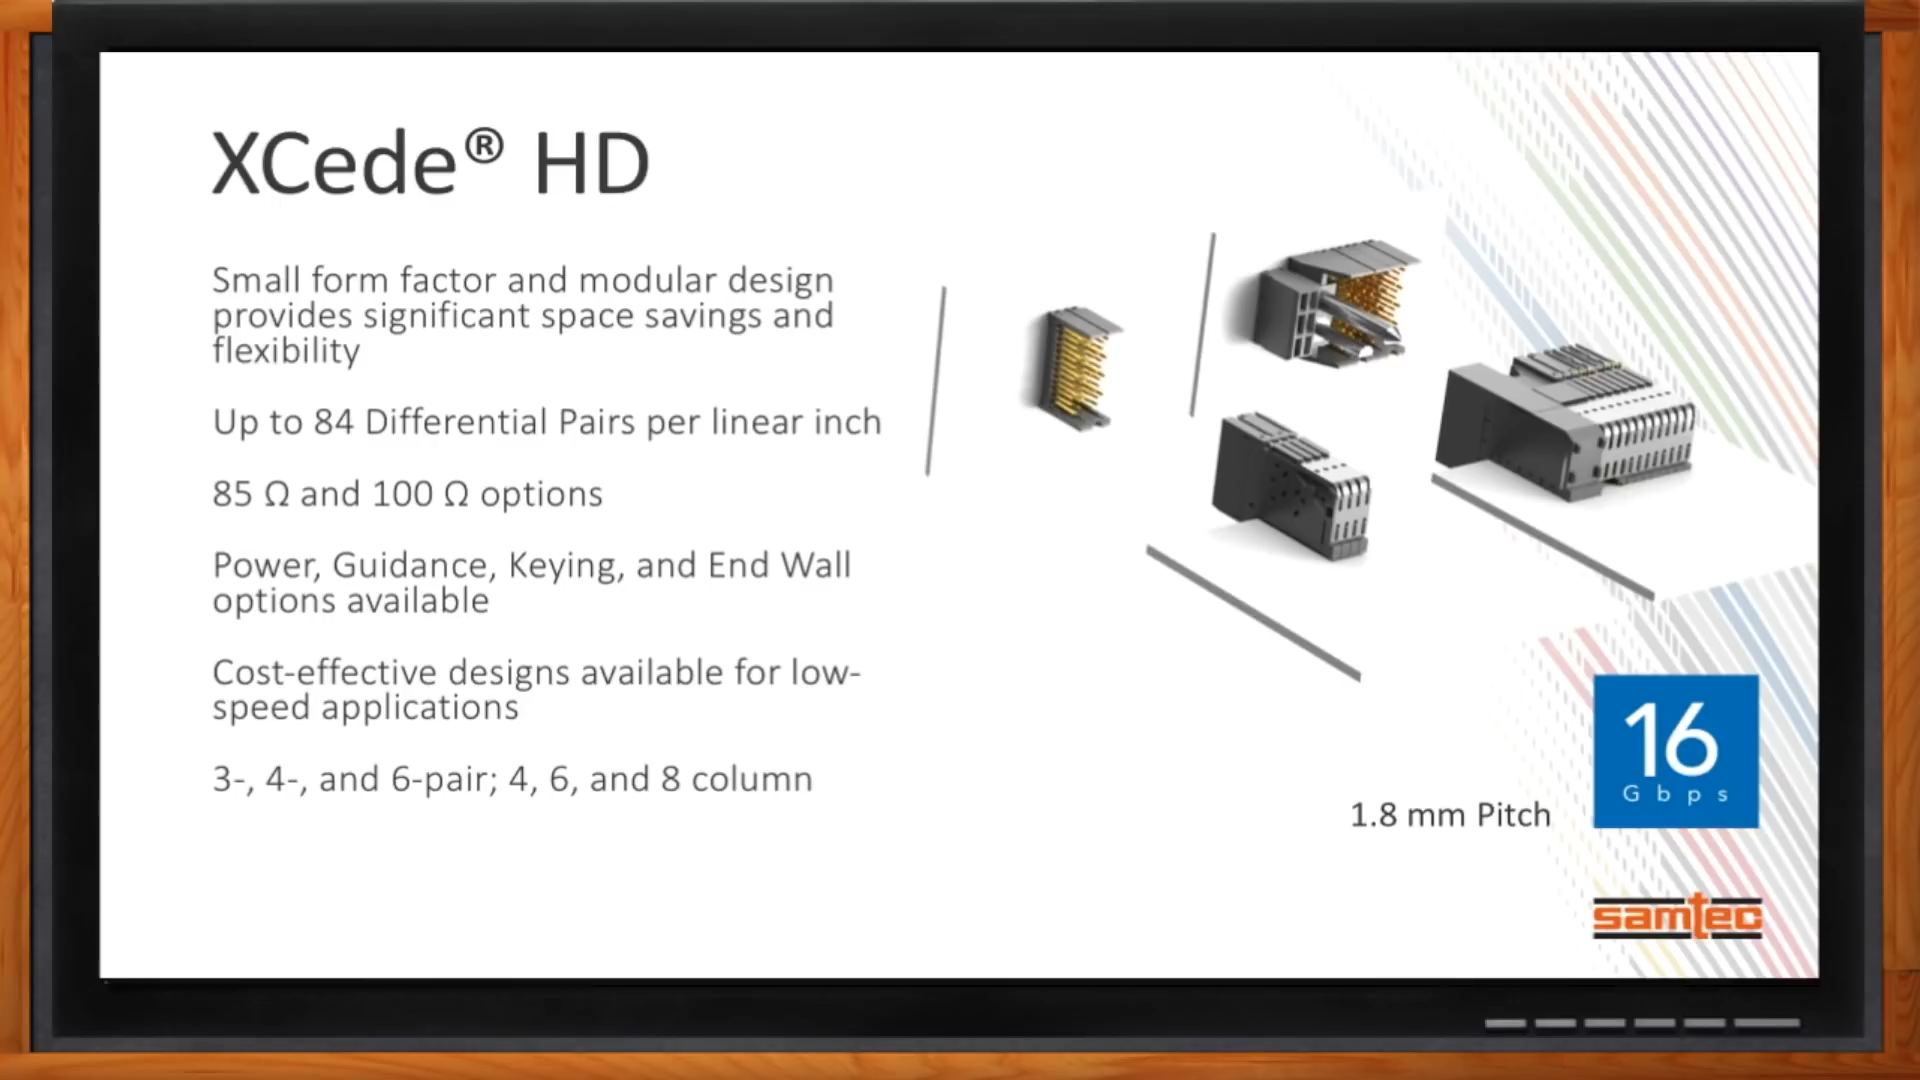 XCede® HD
Small form factor and modular design
provides significant space savings and
flexibility
Up to 84 Differential Pairs per linear inch
85 Ω and 100 Ω options
Power, Guidance, Keying, and End Wall
options available
Cost-effective designs available for low-
speed applications
3-, 4-, and 6-pair; 4, 6, and 8 column
1.8 mm Pitch
16
Gbps
samtec